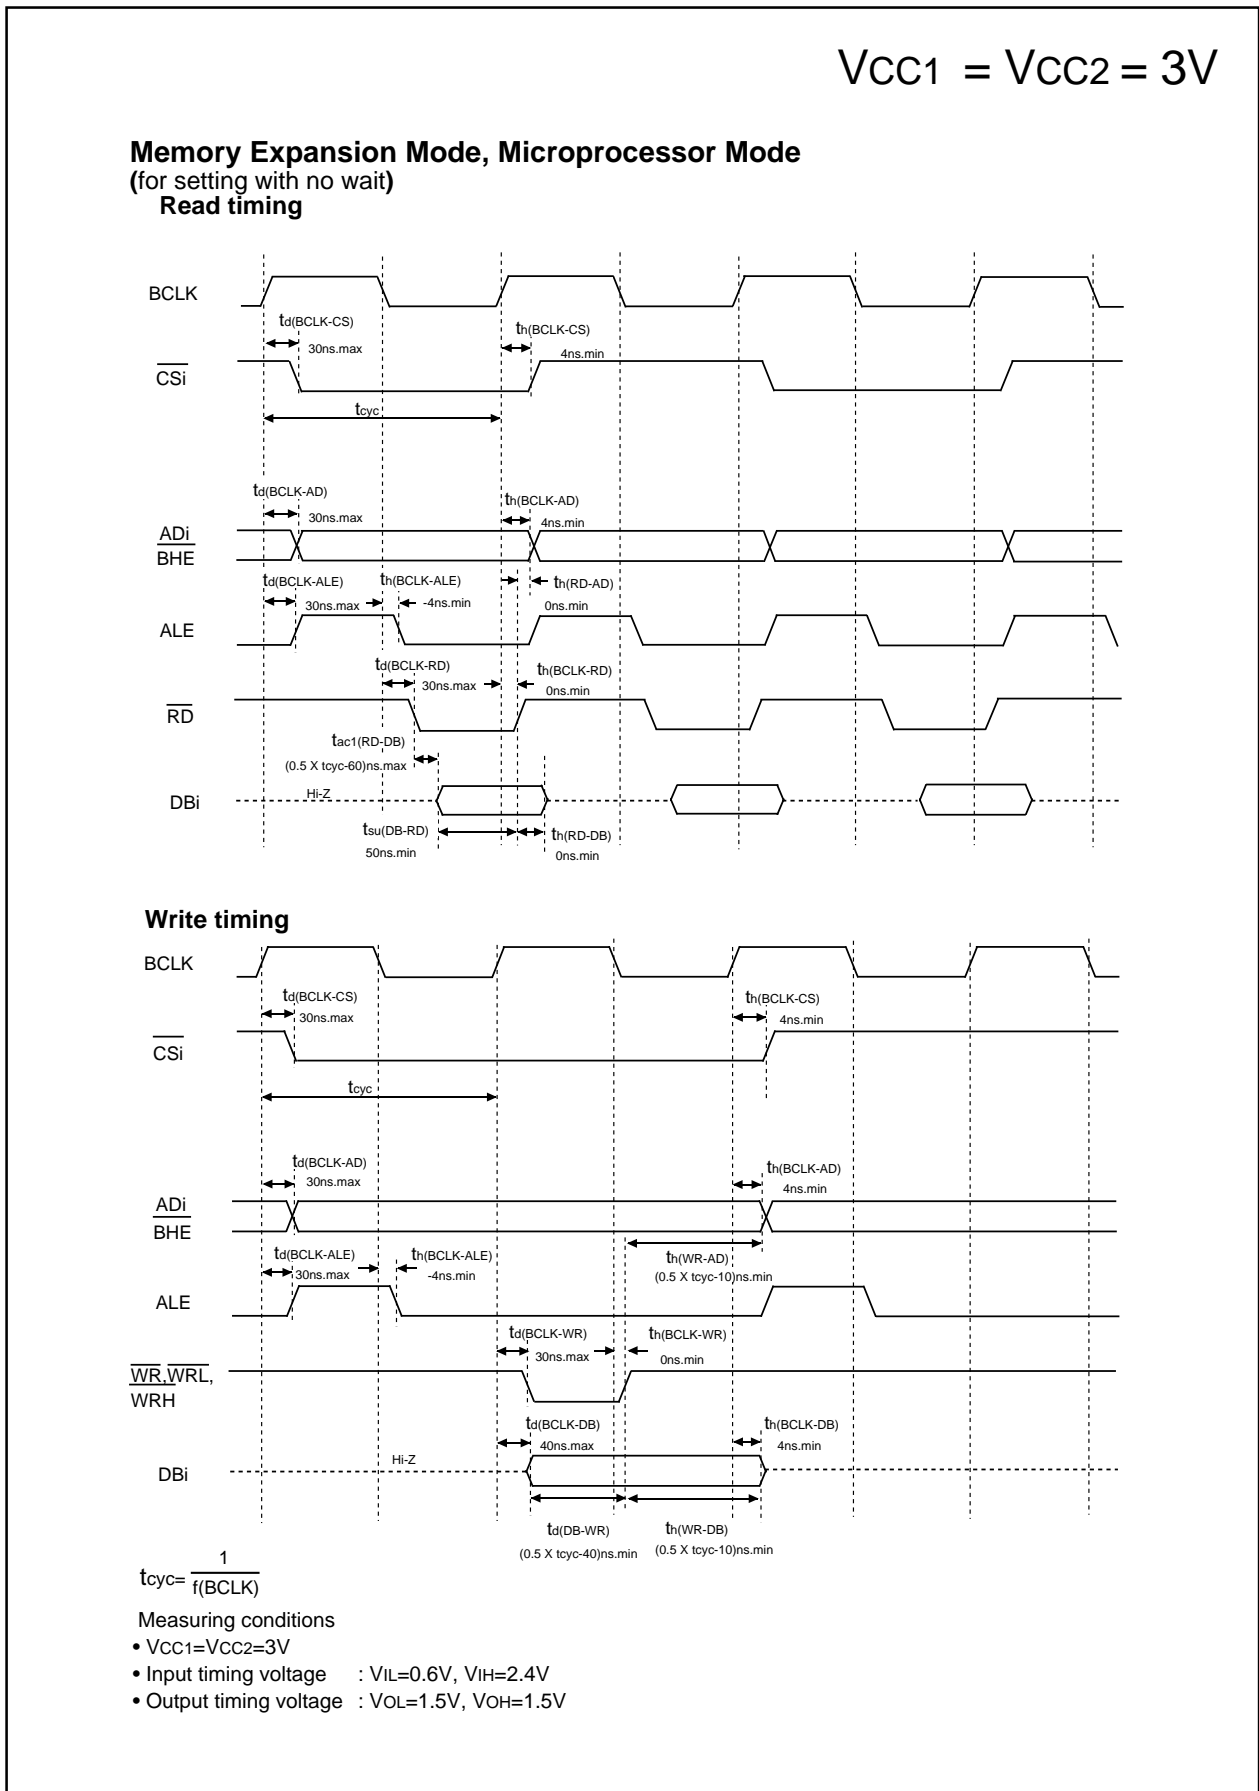 VCC1 = VCC2 = 3V
Memory Expansion Mode, Microprocessor Mode
(for setting with no wait)
Read timing
BCLK
td(BCLK-CS)
30ns.max
th(BCLK-CS)
4ns.min
CSi
tcyc
td(BCLK-AD)
30ns.max
th(BCLK-AD)
4ns.min
ADi
BHE
td(BCLK-ALE)
30ns.max
th(BCLK-ALE)
-4ns.min
th(RD-AD)
0ns.min
ALE
td(BCLK-RD)
30ns.max
th(BCLK-RD)
0ns.min
RD
tac1(RD-DB)
(0.5 X tcyc-60)ns.max
DBi
Hi-Z
tsu(DB-RD)
50ns.min
th(RD-DB)
0ns.min
Write timing
BCLK
td(BCLK-CS)
30ns.max
th(BCLK-CS)
4ns.min
CSi
tcyc
td(BCLK-AD)
30ns.max
th(BCLK-AD)
4ns.min
ADi
BHE
td(BCLK-ALE)
30ns.max
th(BCLK-ALE)
-4ns.min
th(WR-AD)
(0.5 X tcyc-10)ns.min
ALE
td(BCLK-WR)
30ns.max
th(BCLK-WR)
0ns.min
WR,WRL,
WRH
td(BCLK-DB)
40ns.max
th(BCLK-DB)
4ns.min
DBi
Hi-Z
td(DB-WR)
(0.5 X tcyc-40)ns.min
th(WR-DB)
(0.5 X tcyc-10)ns.min
tcyc= 1
f(BCLK)
Measuring conditions
• VCC1=VCC2=3V
• Input timing voltage : VIL=0.6V, VIH=2.4V
• Output timing voltage : VOL=1.5V, VOH=1.5V